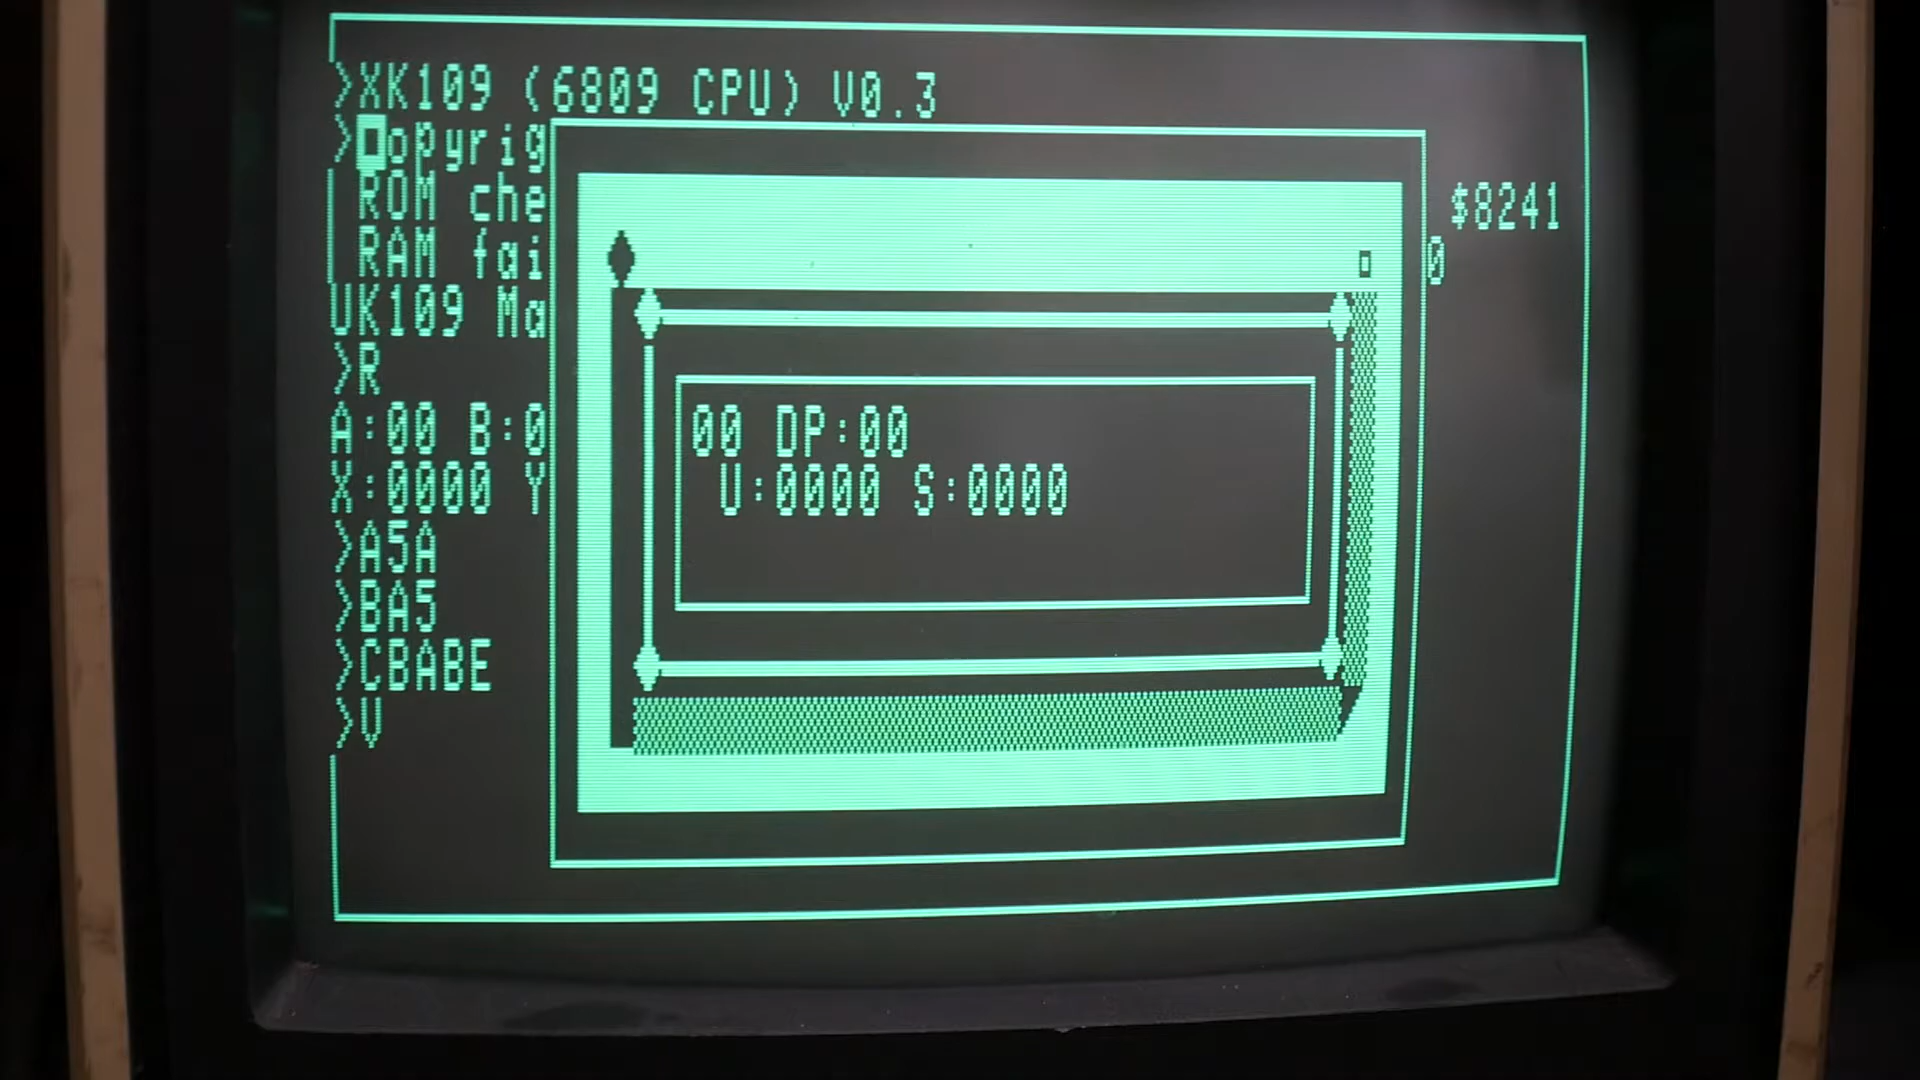 >XK109 (6809 CPU) V0.3
>opyrig
ROM che $8241
RAM fai 0
UK109 Ma
>R
A:00 B:0 00 DP:00
X:0000 Y U:0000 S:0000
>A5A
>BA5
>CBABE
>V